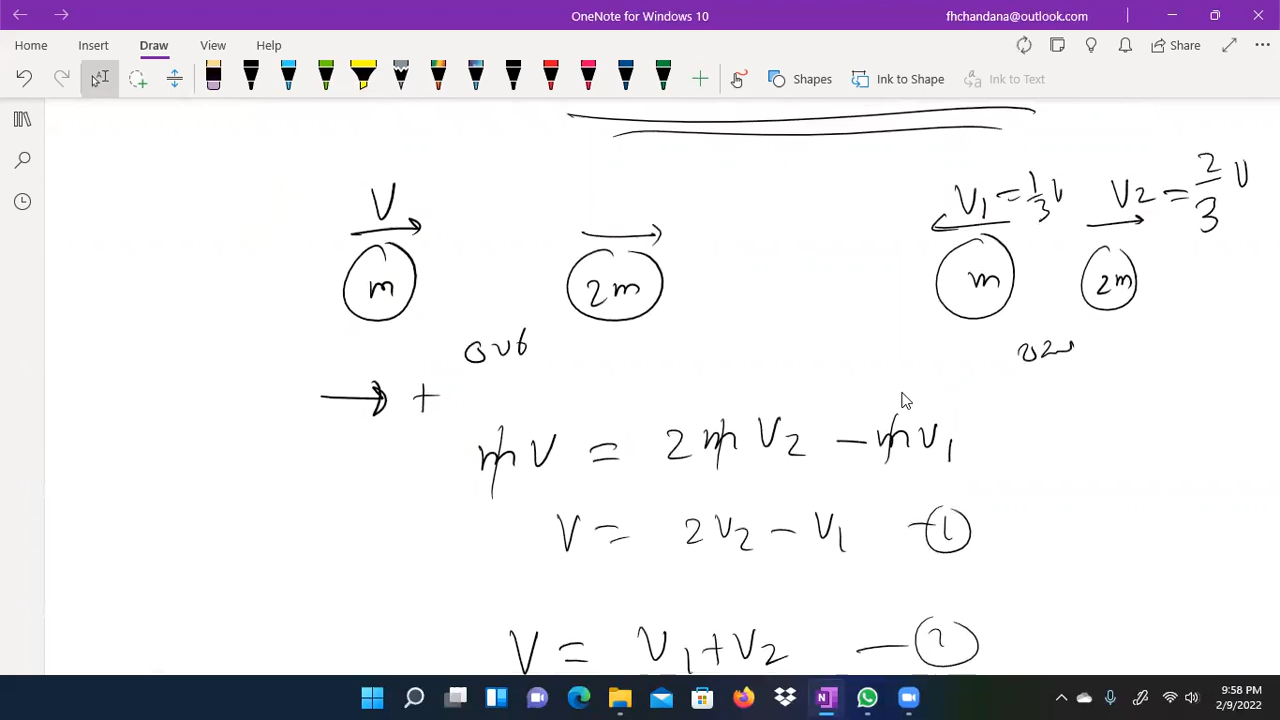 OneNote for Windows 10
fhchandana@outlook.com
Home Insert Draw View Help
Share
Shapes
Ink to Shape
Ink to Text
V
V1 = 1/3 V
V2 = 2/3 V
m
2m
m
2m
→ +
mV = 2mV2 − mV1
V = 2V2 − V1 − ①
V = V1 + V2 − ②
9:58 PM
2/9/2022